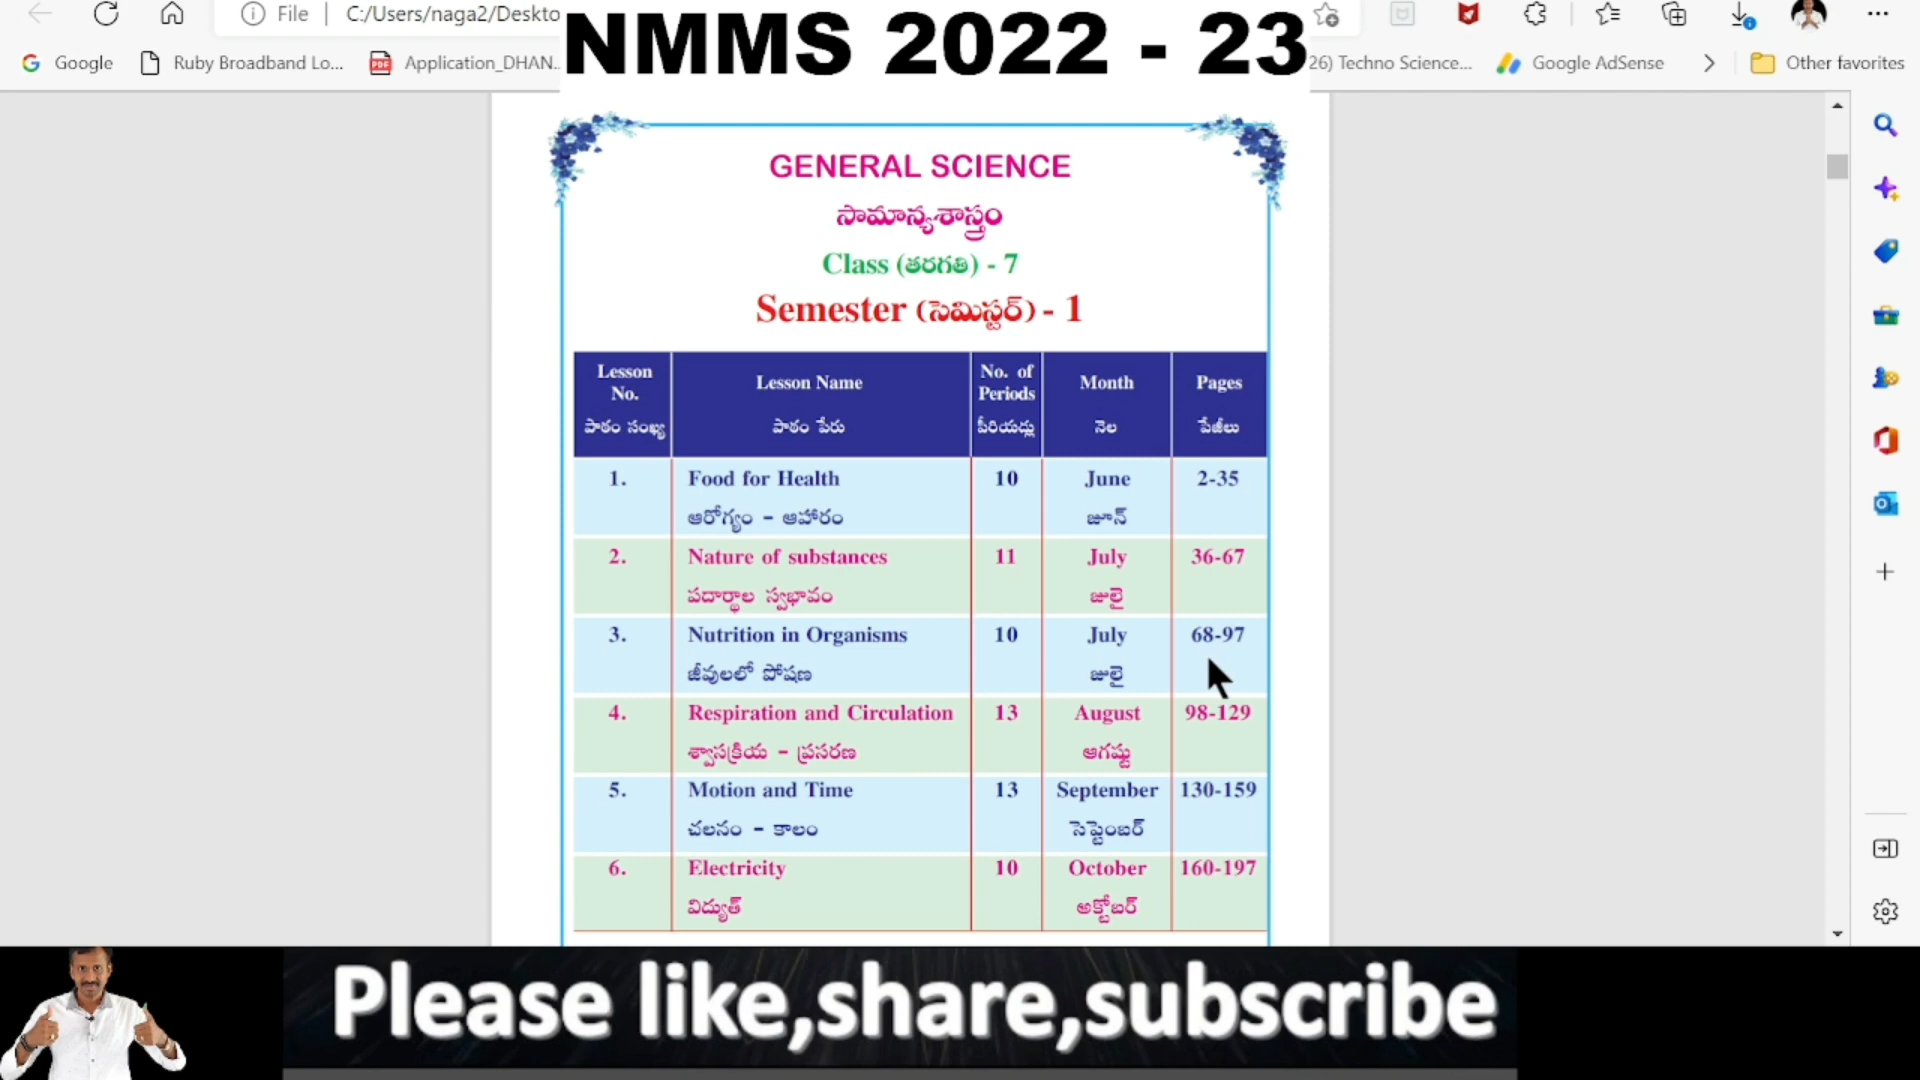 File | C:/Users/naga2/Deskto
NMMS 2022 - 23
Google
Ruby Broadband Lo...
Application_DHAN...
26) Techno Science...
Google AdSense
Other favorites
GENERAL SCIENCE
సామాన్యశాస్త్రం
Class (తరగతి) - 7
Semester (సెమిస్టర్) - 1
Lesson No. పాఠం సంఖ్య
Lesson Name పాఠం పేరు
No. of Periods పీరియడ్లు
Month నెల
Pages పేజీలు
1. Food for Health 10 June 2-35
ఆరోగ్యం - ఆహారం జూన్
2. Nature of substances 11 July 36-67
పదార్థాల స్వభావం జులై
3. Nutrition in Organisms 10 July 68-97
జీవులలో పోషణ జులై
4. Respiration and Circulation 13 August 98-129
శ్వాసక్రియ - ప్రసరణ ఆగష్టు
5. Motion and Time 13 September 130-159
చలనం - కాలం సెప్టెంబర్
6. Electricity 10 October 160-197
విద్యుత్ అక్టోబర్
Please like,share,subscribe